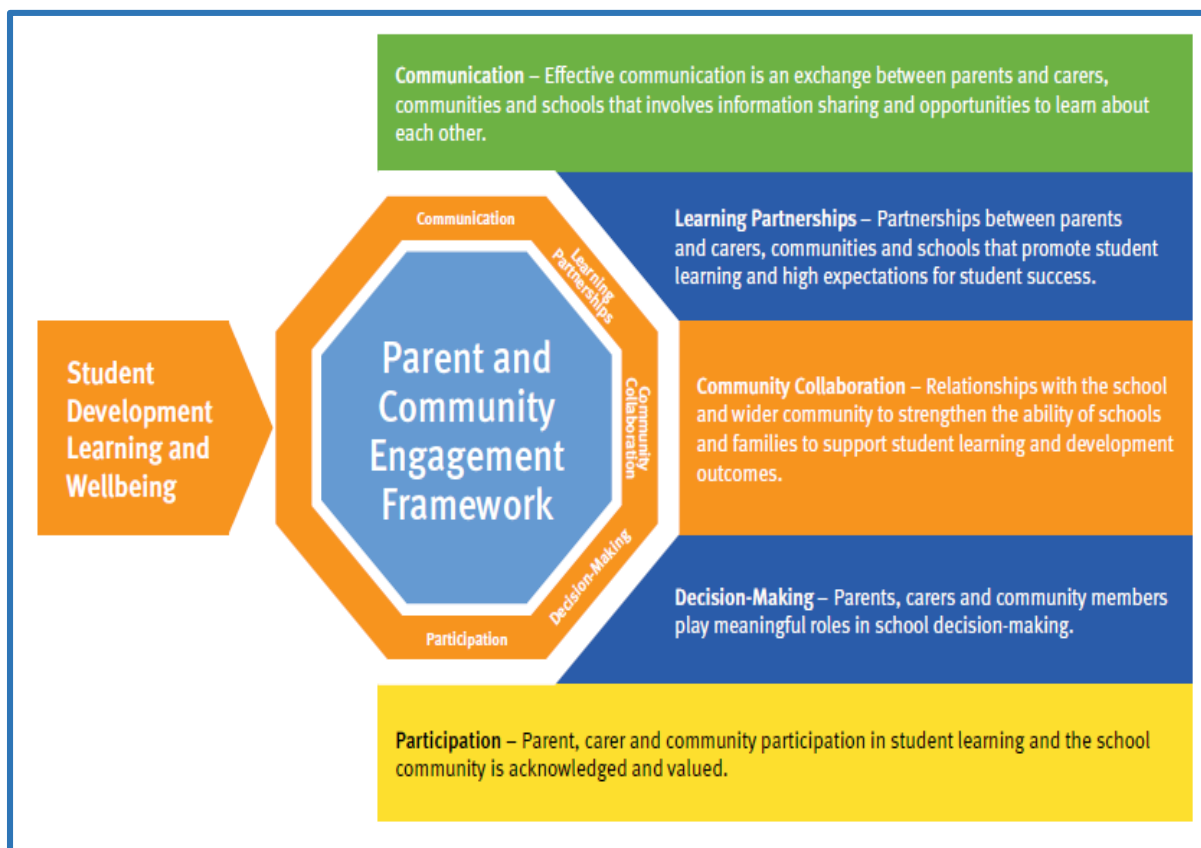 Communication – Effective communication is an exchange between parents and carers,
communities and schools that involves information sharing and opportunities to learn about
each other.
Communication
Learning
Partnerships
Learning Partnerships – Partnerships between parents
and carers, communities and schools that promote student
learning and high expectations for student success.
Student
Development
Learning and
Wellbeing
Parent and
Community
Engagement
Framework
Community
Collaboration
Community Collaboration – Relationships with the school
and wider community to strengthen the ability of schools
and families to support student learning and development
outcomes.
Decision-Making
Decision-Making – Parents, carers and community members
play meaningful roles in school decision-making.
Participation
Participation – Parent, carer and community participation in student learning and the school
community is acknowledged and valued.